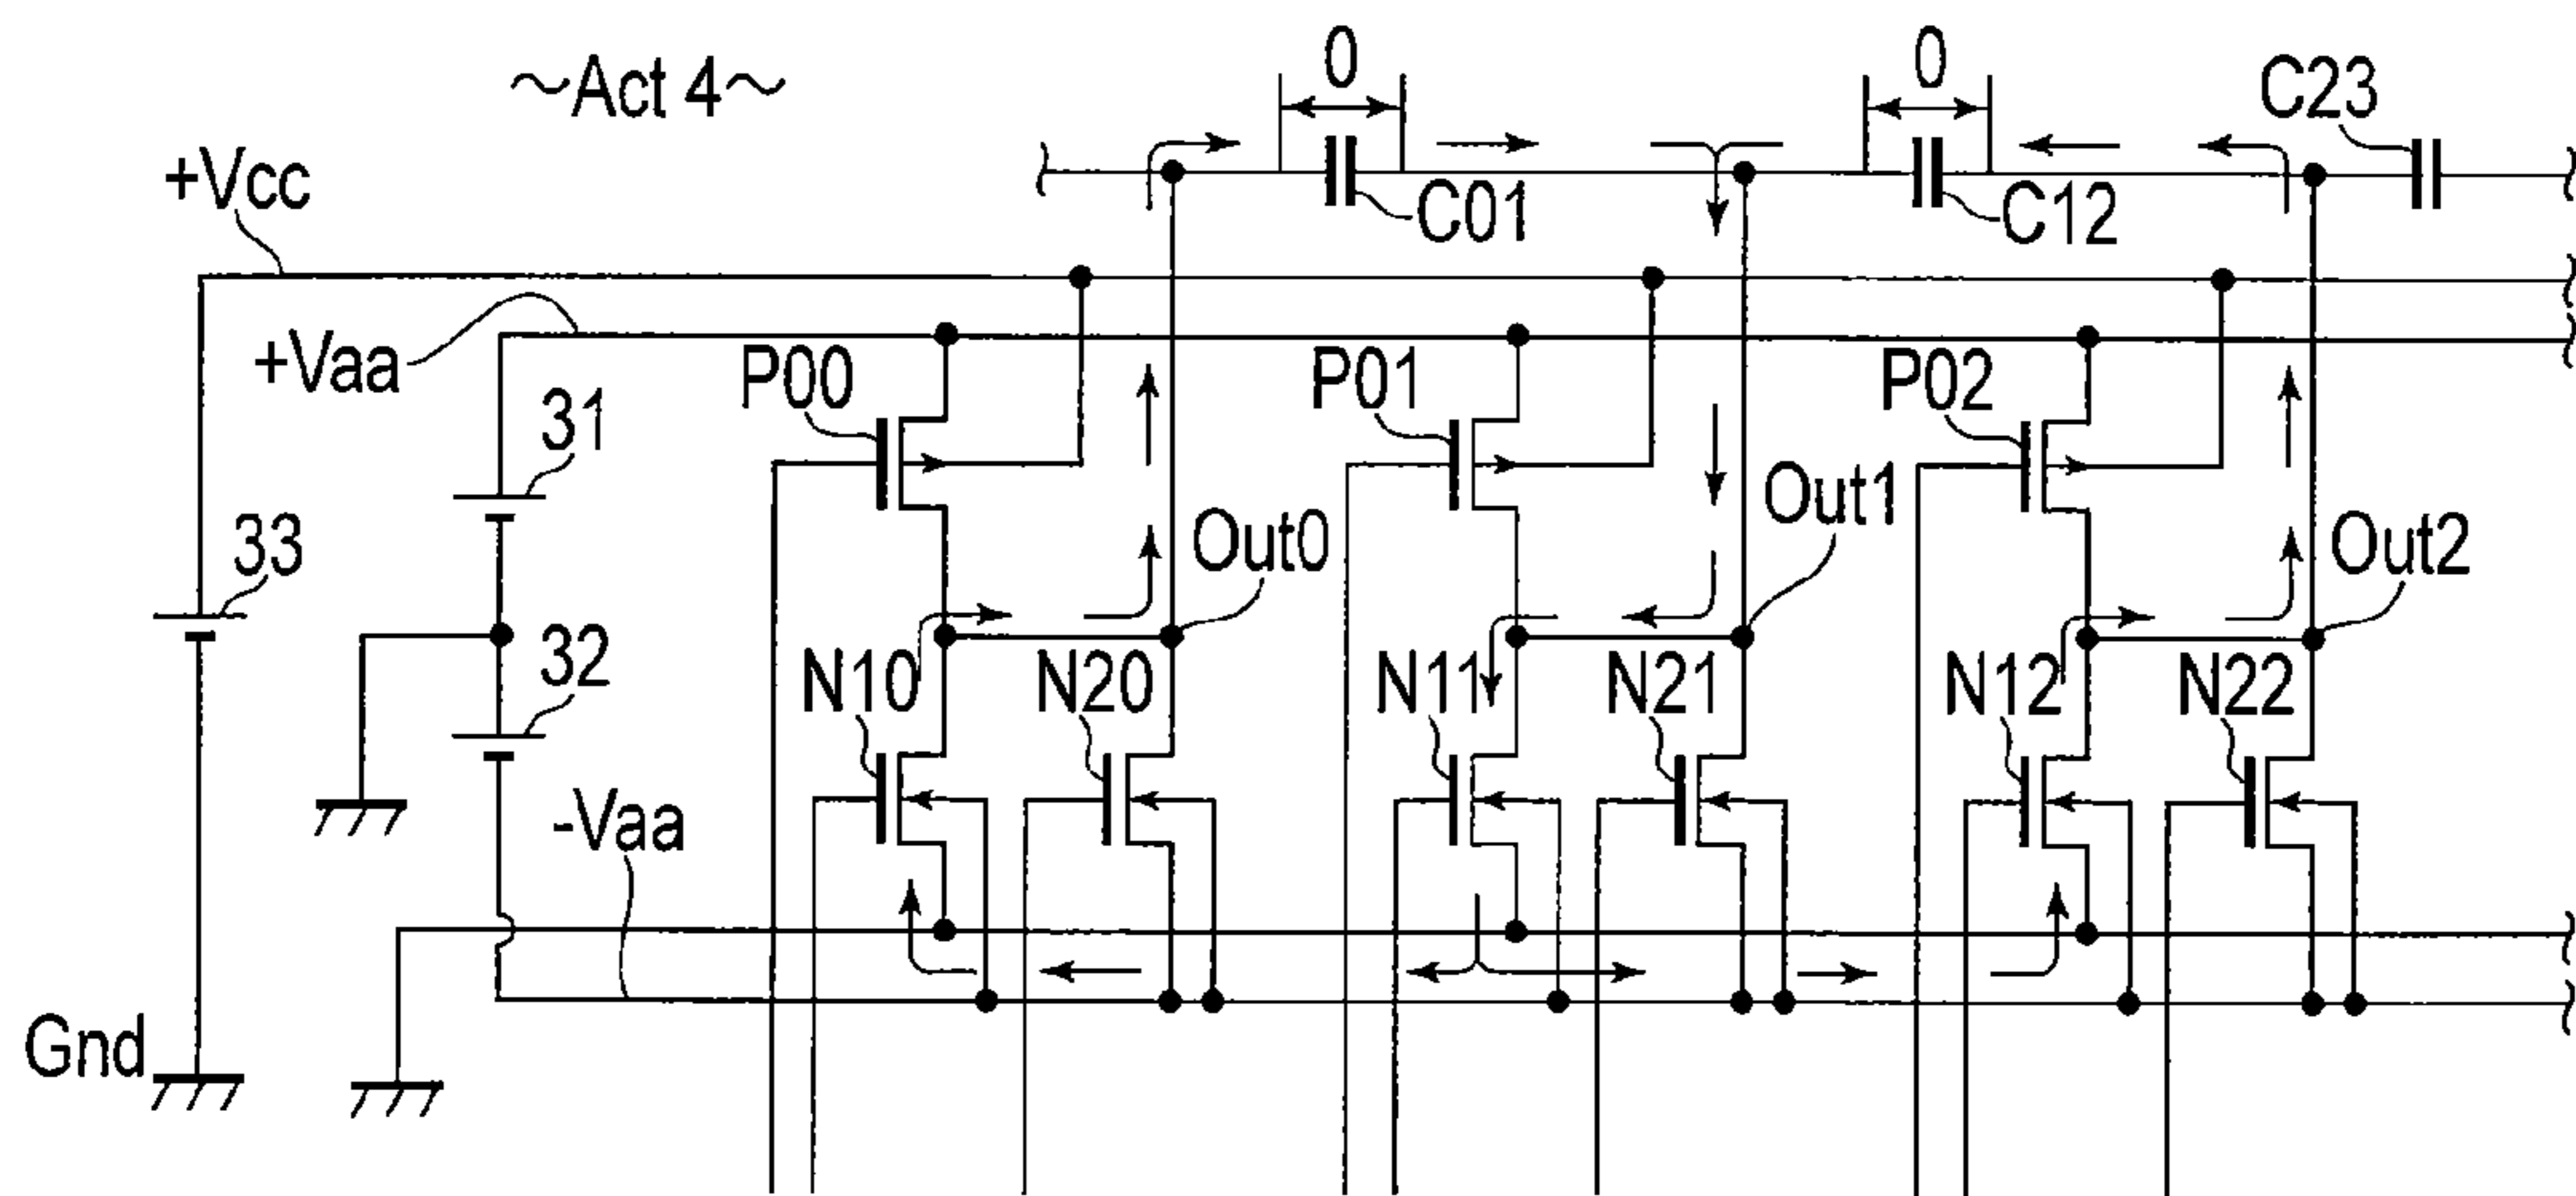 ~Act 4~
0
0
C23
+Vcc
C01
C12
+Vaa
P00
P01
P02
31
Out1
33
Out0
Out2
32
N10
N20
N11
N21
N12
N22
-Vaa
Gnd